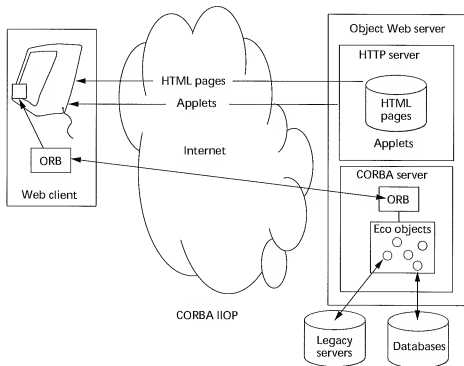 Object Web server
HTTP server
HTML pages
Applets
HTML
pages
Applets
Internet
ORB
Web client
CORBA server
ORB
Eco objects
CORBA IIOP
Legacy
servers
Databases